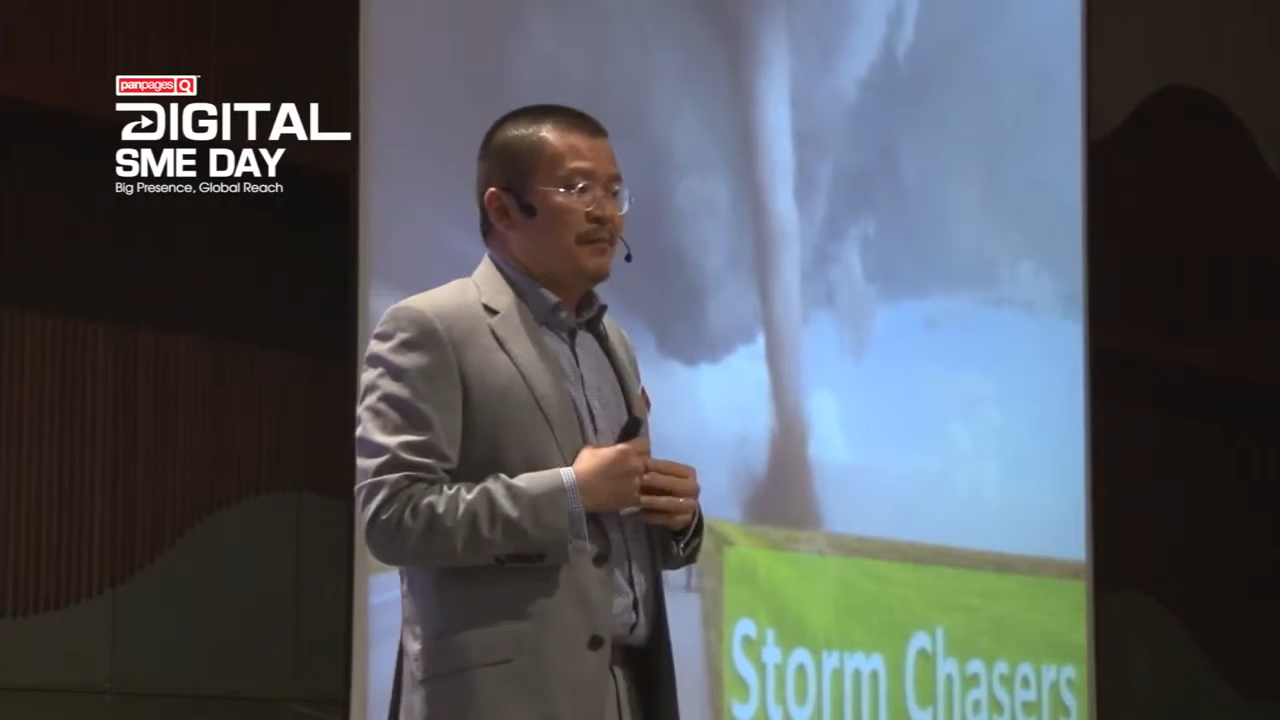 panpages
DIGITAL
SME DAY
Big Presence, Global Reach
Storm Chasers